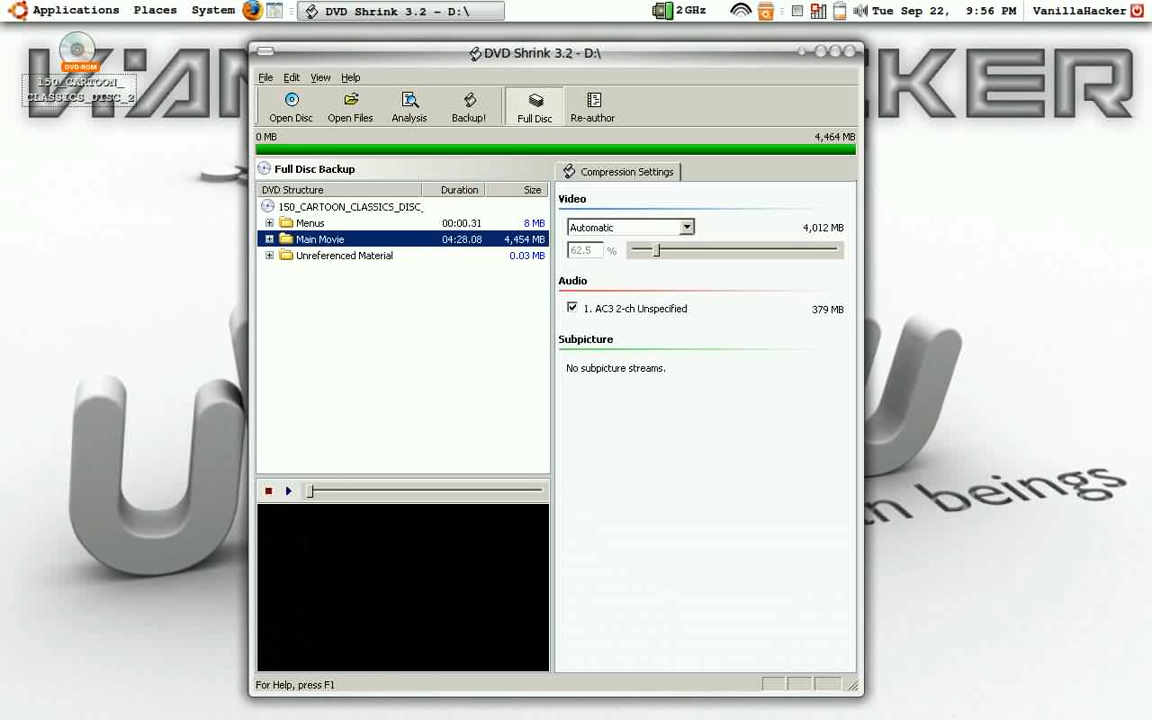 Applications Places System DVD Shrink 3.2 - D:\ 2GHz Tue Sep 22, 9:56 PM VanillaHacker
DVD-ROM
150_CARTOON_
CLASSICS_DISC_2
DVD Shrink 3.2 - D:\
File Edit View Help
Open Disc Open Files Analysis Backup! Full Disc Re-author
0 MB 4,464 MB
Full Disc Backup
DVD Structure Duration Size
150_CARTOON_CLASSICS_DISC_
Menus 00:00.31 8 MB
Main Movie 04:28.08 4,454 MB
Unreferenced Material 0.03 MB
Compression Settings
Video
Automatic 4,012 MB
62.5 %
Audio
1. AC3 2-ch Unspecified 379 MB
Subpicture
No subpicture streams.
For Help, press F1
beings